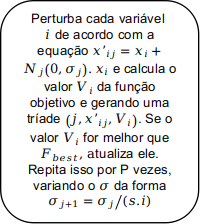 Perturba cada variável
i de acordo com a
equação x'ᵢⱼ = xᵢ +
Nⱼ(0, σⱼ). xᵢ e calcula o
valor Vᵢ da função
objetivo e gerando uma
tríade (j, x'ᵢⱼ, Vᵢ). Se o
valor Vᵢ for melhor que
F_best, atualiza ele.
Repita isso por P vezes,
variando o σ da forma
σⱼ₊₁ = σⱼ/(s.i)